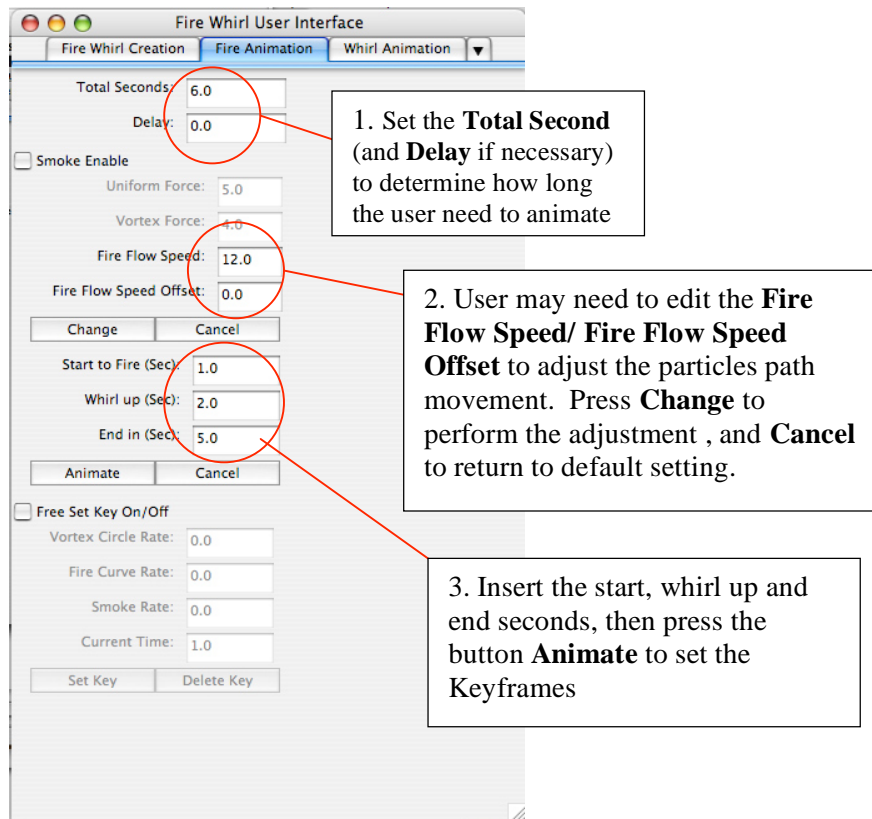 Fire Whirl User Interface
Fire Whirl Creation Fire Animation Whirl Animation
Total Seconds: 6.0
Delay: 0.0
1. Set the Total Second
(and Delay if necessary)
to determine how long
the user need to animate
Smoke Enable
Uniform Force: 5.0
Vortex Force: 4.0
Fire Flow Speed: 12.0
Fire Flow Speed Offset: 0.0
Change Cancel
2. User may need to edit the Fire
Flow Speed/ Fire Flow Speed
Offset to adjust the particles path
movement. Press Change to
perform the adjustment , and Cancel
to return to default setting.
Start to Fire (Sec): 1.0
Whirl up (Sec): 2.0
End in (Sec): 5.0
Animate Cancel
Free Set Key On/Off
Vortex Circle Rate: 0.0
Fire Curve Rate: 0.0
Smoke Rate: 0.0
Current Time: 1.0
Set Key Delete Key
3. Insert the start, whirl up and
end seconds, then press the
button Animate to set the
Keyframes